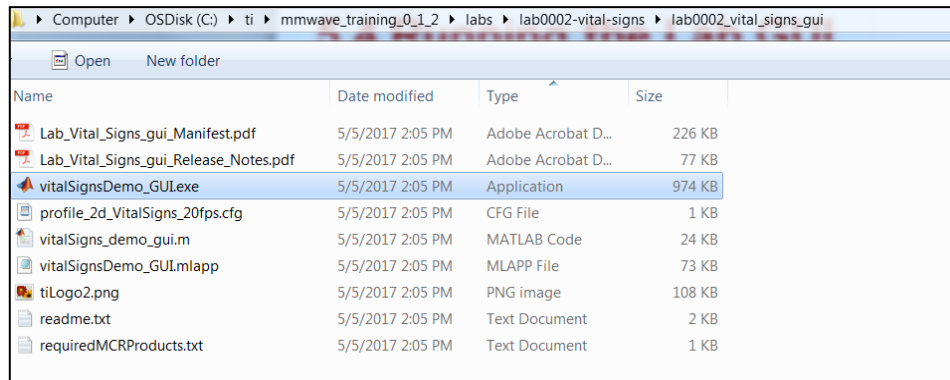 Computer ▸ OSDisk (C:) ▸ ti ▸ mmwave_training_0_1_2 ▸ labs ▸ lab0002-vital-signs ▸ lab0002_vital_signs_gui
5.4 Running the Lab GUI
Open New folder
Name Date modified Type Size
Lab_Vital_Signs_gui_Manifest.pdf 5/5/2017 2:05 PM Adobe Acrobat D... 226 KB
Lab_Vital_Signs_gui_Release_Notes.pdf 5/5/2017 2:05 PM Adobe Acrobat D... 77 KB
vitalSignsDemo_GUI.exe 5/5/2017 2:05 PM Application 974 KB
profile_2d_VitalSigns_20fps.cfg 5/5/2017 2:05 PM CFG File 1 KB
vitalSigns_demo_gui.m 5/5/2017 2:05 PM MATLAB Code 24 KB
vitalSignsDemo_GUI.mlapp 5/5/2017 2:05 PM MLAPP File 73 KB
tiLogo2.png 5/5/2017 2:05 PM PNG image 108 KB
readme.txt 5/5/2017 2:05 PM Text Document 2 KB
requiredMCRProducts.txt 5/5/2017 2:05 PM Text Document 1 KB